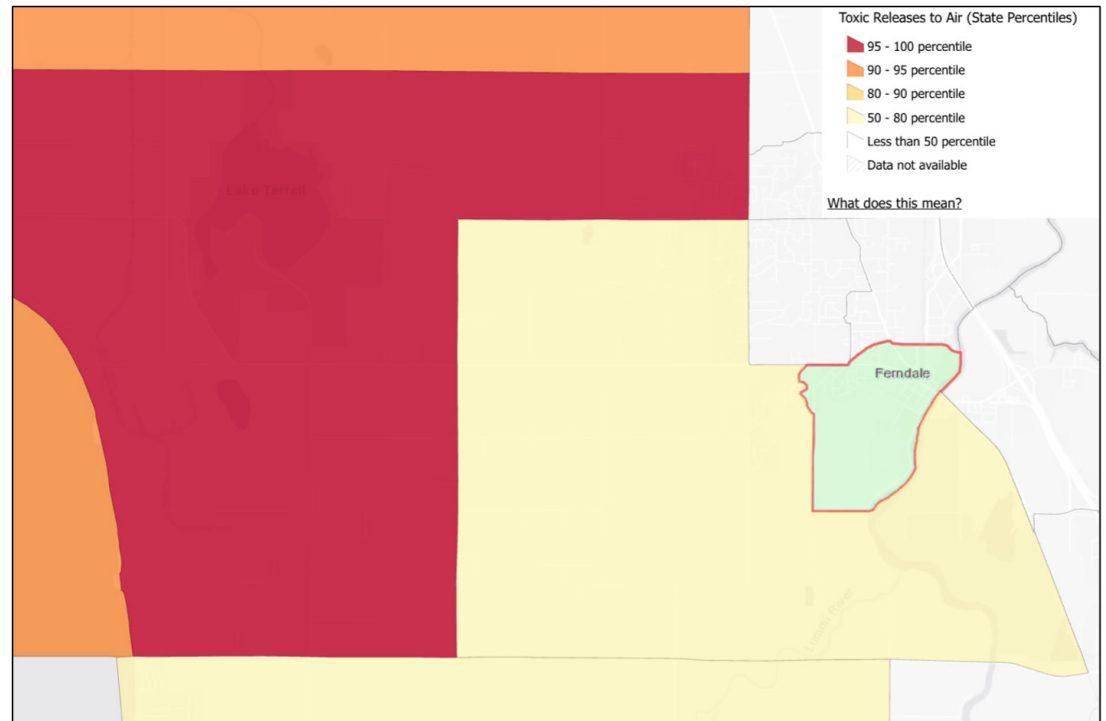 Toxic Releases to Air (State Percentiles)
95 - 100 percentile
90 - 95 percentile
80 - 90 percentile
50 - 80 percentile
Less than 50 percentile
Data not available
What does this mean?
Lake Terrell
Ferndale
Lummi River